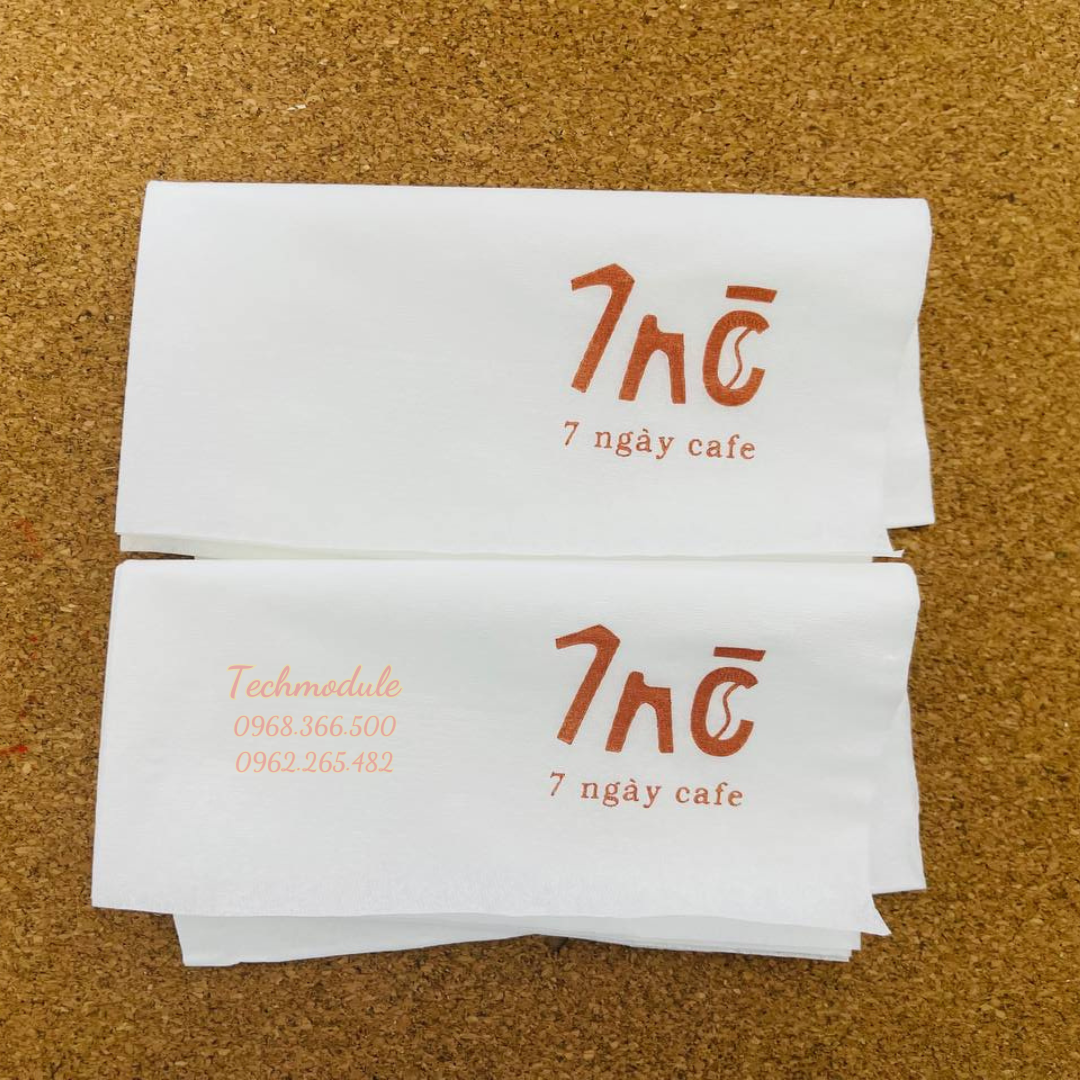 7nc̄
7 ngày cafe
Techmodule
0968.366.500
0962.265.482
7nc̄
7 ngày cafe